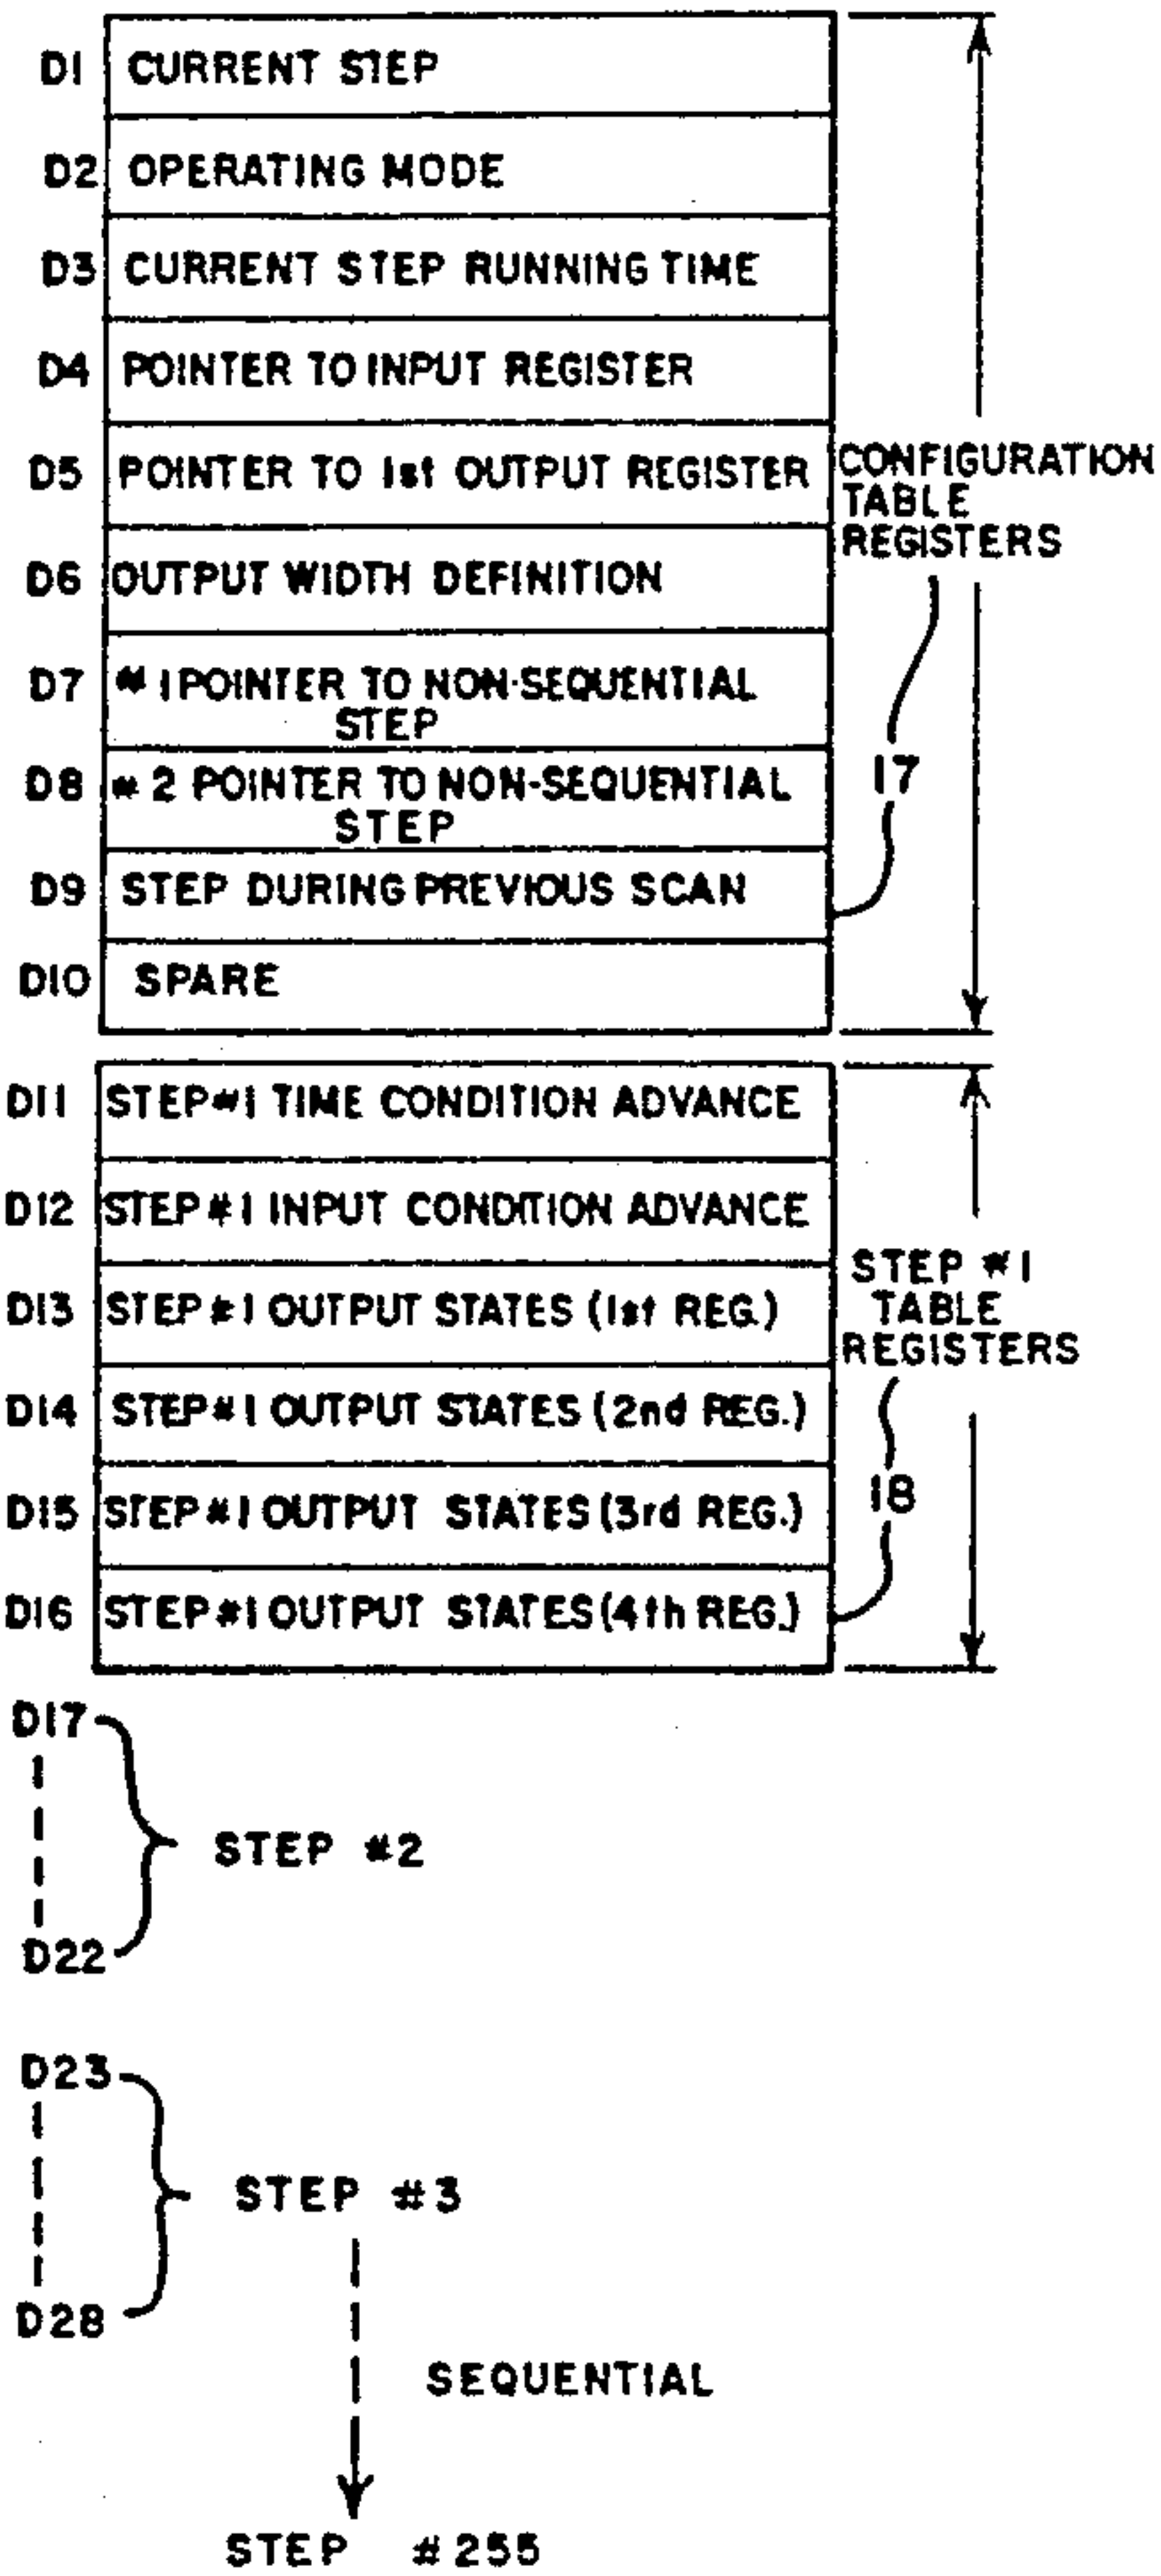 D1 CURRENT STEP
D2 OPERATING MODE
D3 CURRENT STEP RUNNING TIME
D4 POINTER TO INPUT REGISTER
D5 POINTER TO 1st OUTPUT REGISTER
CONFIGURATION
TABLE
REGISTERS
D6 OUTPUT WIDTH DEFINITION
D7 #1 POINTER TO NON-SEQUENTIAL
STEP
D8 #2 POINTER TO NON-SEQUENTIAL
STEP
17
D9 STEP DURING PREVIOUS SCAN
D10 SPARE
D11 STEP #1 TIME CONDITION ADVANCE
D12 STEP #1 INPUT CONDITION ADVANCE
D13 STEP #1 OUTPUT STATES (1st REG.)
STEP #1
TABLE
REGISTERS
D14 STEP #1 OUTPUT STATES (2nd REG.)
D15 STEP #1 OUTPUT STATES (3rd REG.)
18
D16 STEP #1 OUTPUT STATES (4th REG.)
D17
STEP #2
D22
D23
STEP #3
D28
SEQUENTIAL
STEP #255